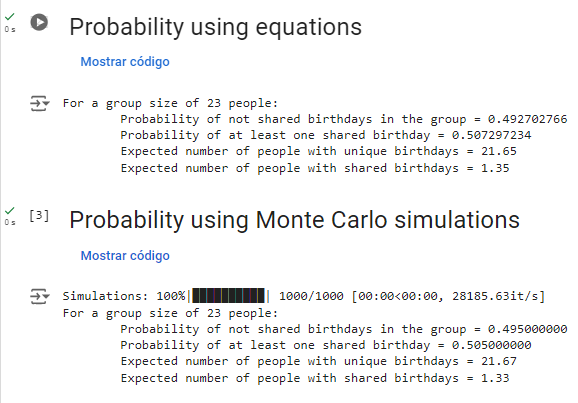 0 s
Probability using equations
Mostrar código
For a group size of 23 people:
Probability of not shared birthdays in the group = 0.492702766
Probability of at least one shared birthday = 0.507297234
Expected number of people with unique birthdays = 21.65
Expected number of people with shared birthdays = 1.35
0 s
[3]
Probability using Monte Carlo simulations
Mostrar código
Simulations: 100%|██████████| 1000/1000 [00:00<00:00, 28185.63it/s]
For a group size of 23 people:
Probability of not shared birthdays in the group = 0.495000000
Probability of at least one shared birthday = 0.505000000
Expected number of people with unique birthdays = 21.67
Expected number of people with shared birthdays = 1.33